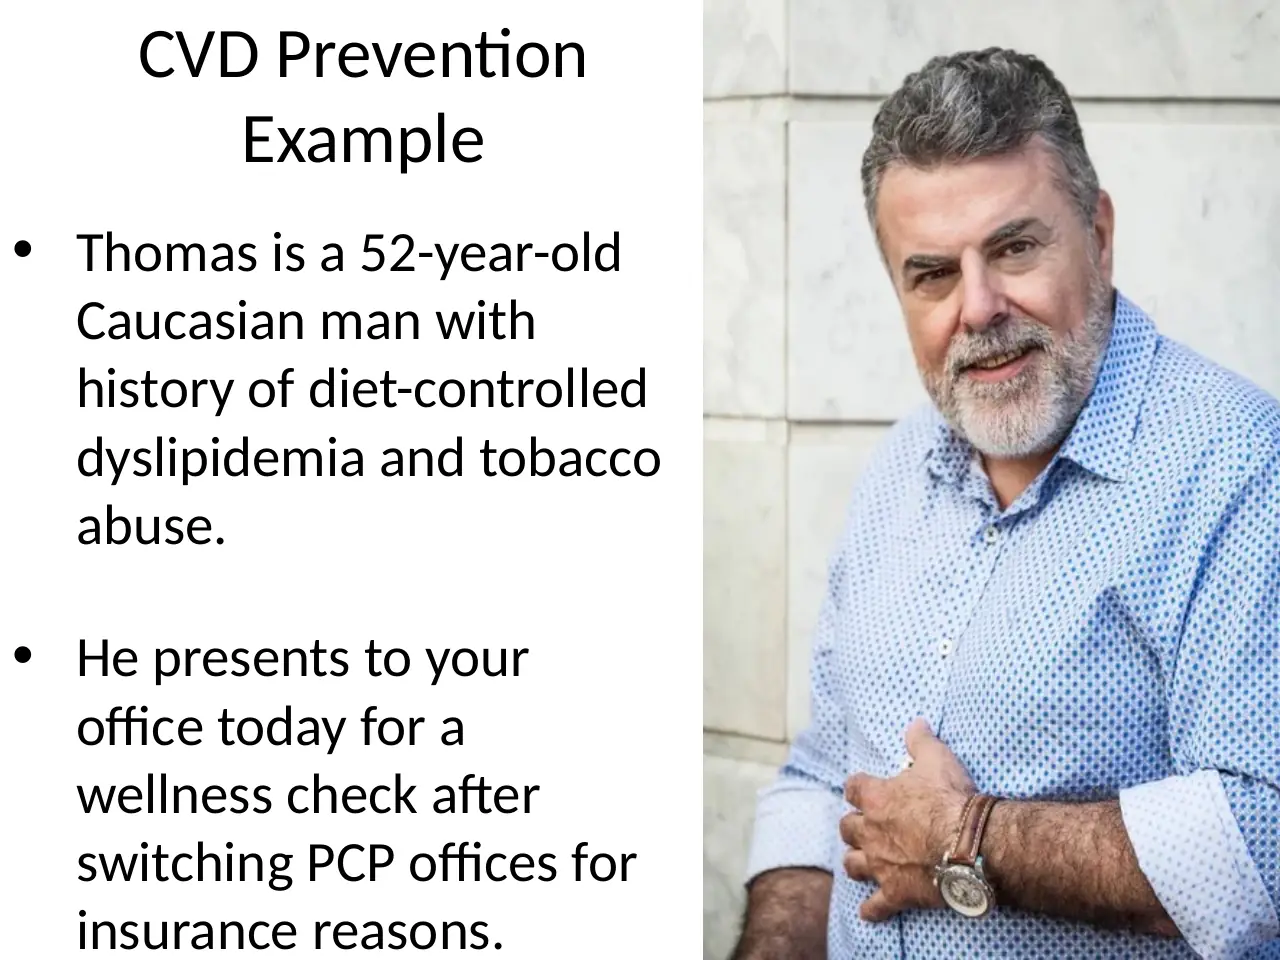 CVD Prevention
Example
• Thomas is a 52-year-old
Caucasian man with
history of diet-controlled
dyslipidemia and tobacco
abuse.
• He presents to your
office today for a
wellness check after
switching PCP offices for
insurance reasons.